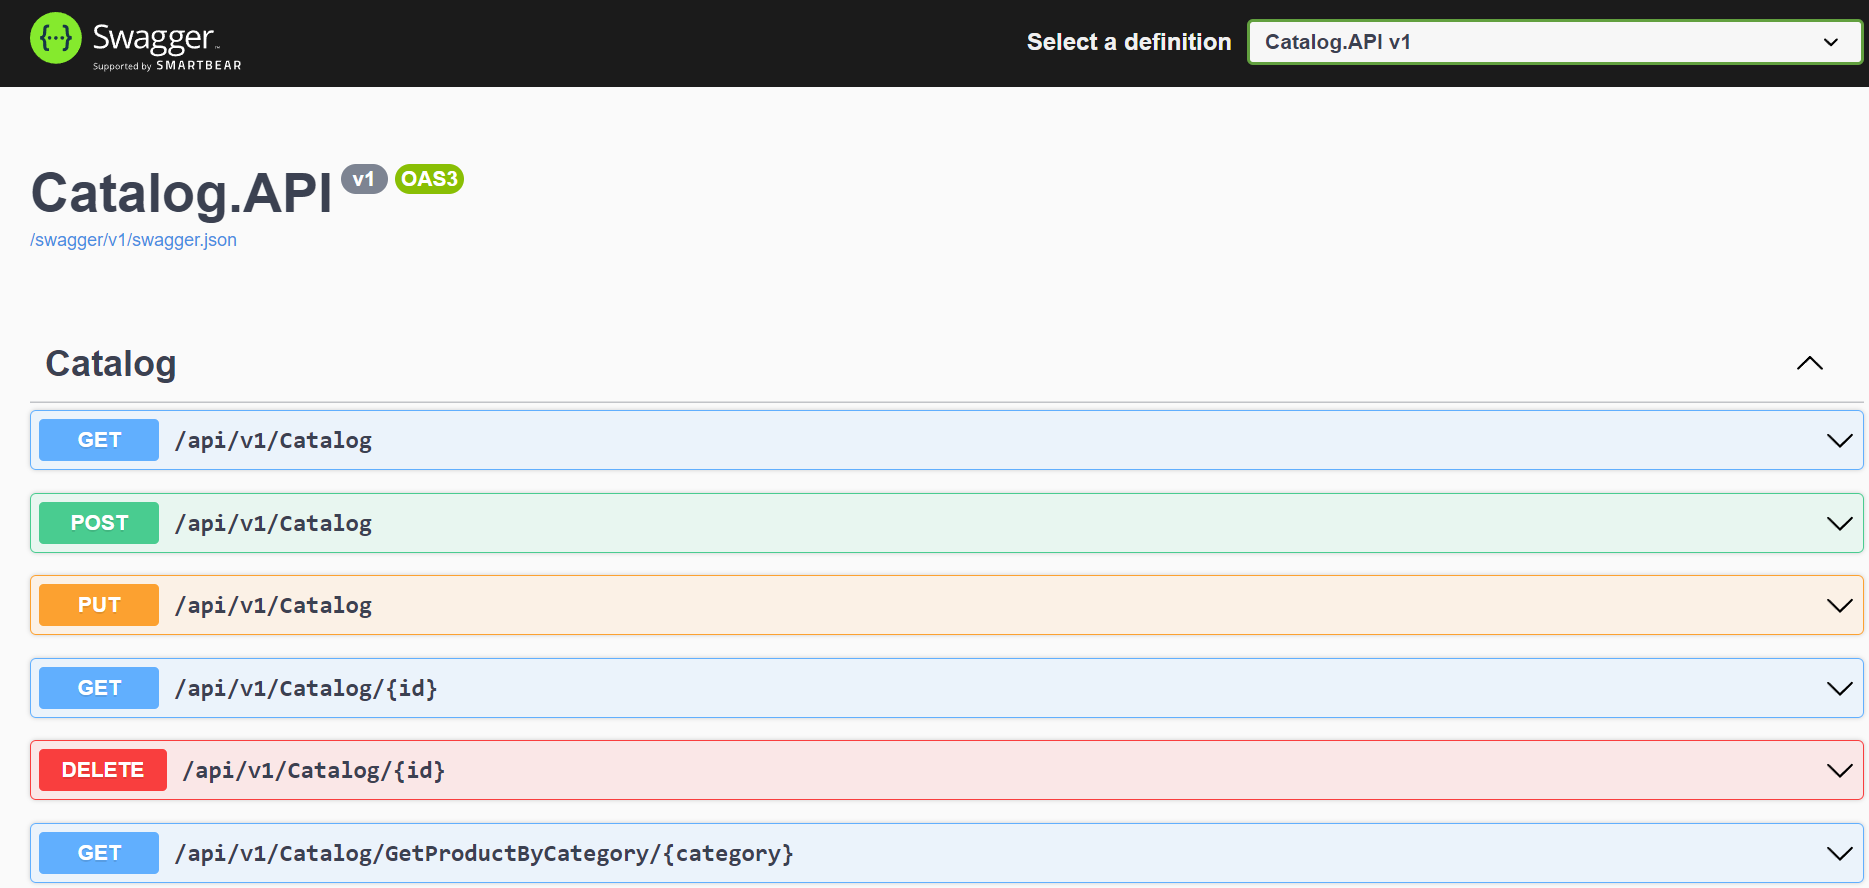 {···} Swagger™
Supported by SMARTBEAR
Select a definition
Catalog.API v1
Catalog.API v1 OAS3
/swagger/v1/swagger.json
Catalog
GET /api/v1/Catalog
POST /api/v1/Catalog
PUT /api/v1/Catalog
GET /api/v1/Catalog/{id}
DELETE /api/v1/Catalog/{id}
GET /api/v1/Catalog/GetProductByCategory/{category}